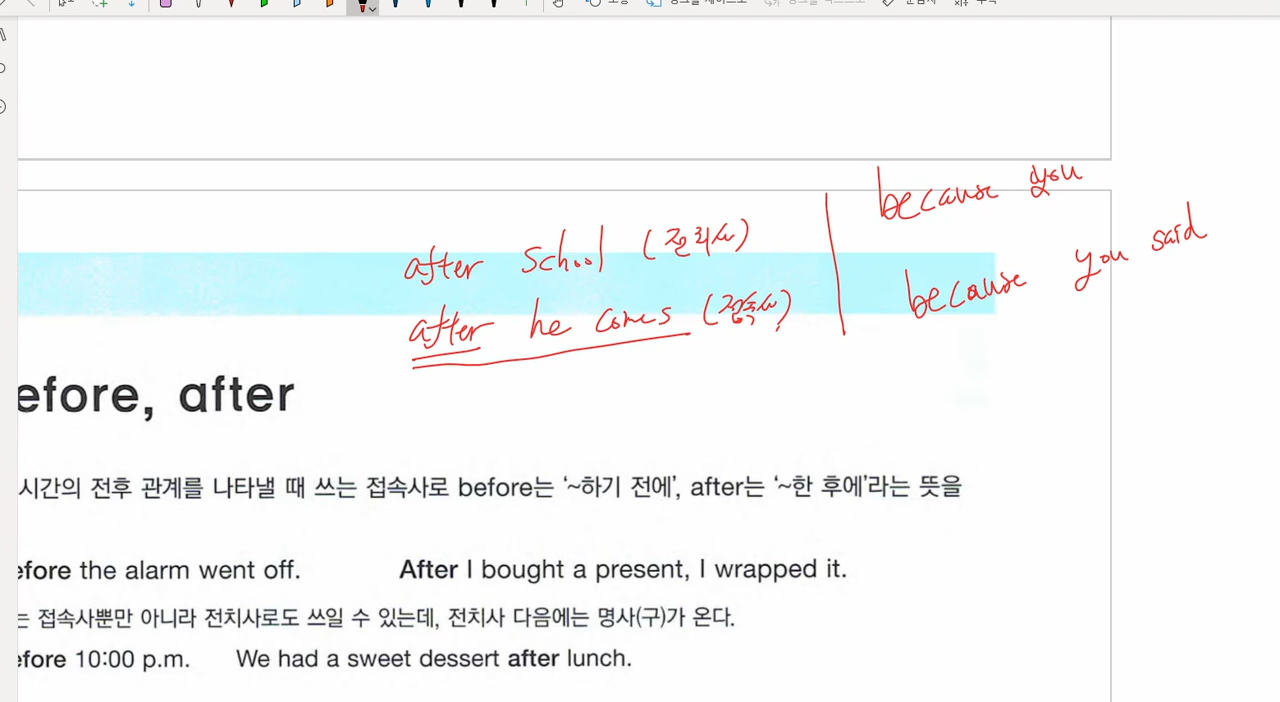 because you
after school (전치사)
because you said
after he comes (접속사)
efore, after
시간의 전후 관계를 나타낼 때 쓰는 접속사로 before는 '~하기 전에', after는 '~한 후에'라는 뜻을
efore the alarm went off. After I bought a present, I wrapped it.
는 접속사뿐만 아니라 전치사로도 쓰일 수 있는데, 전치사 다음에는 명사(구)가 온다.
efore 10:00 p.m. We had a sweet dessert after lunch.